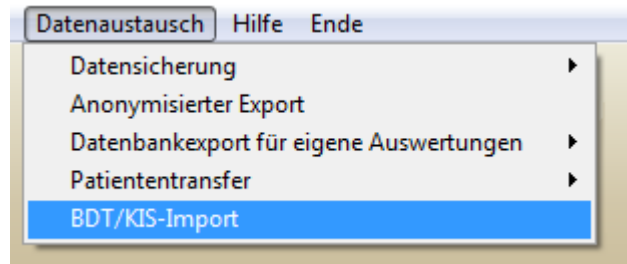 Datenaustausch Hilfe Ende
Datensicherung
Anonymisierter Export
Datenbankexport für eigene Auswertungen
Patiententransfer
BDT/KIS-Import